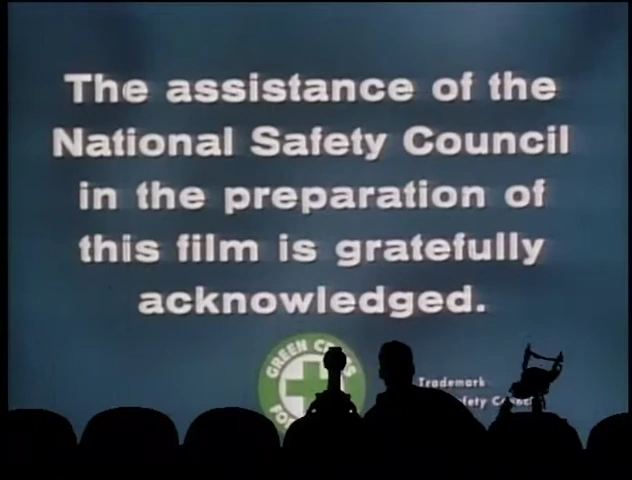 The assistance of the
National Safety Council
in the preparation of
this film is gratefully
acknowledged.
GREEN
Trademark